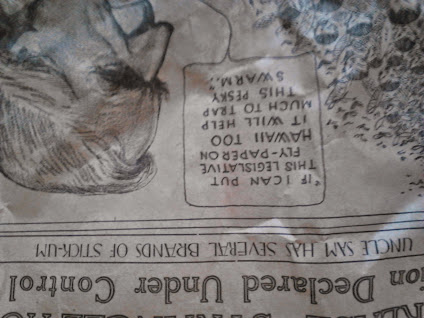 ion Declared Under Control
UNCLE SAM HAS SEVERAL BRANDS OF STICK-UM
"IF I CAN PUT
THIS LEGISLATIVE
FLY-PAPER ON
HAWAII TOO
IT WILL HELP
MUCH TO TRAP
THIS PESKY
SWARM."